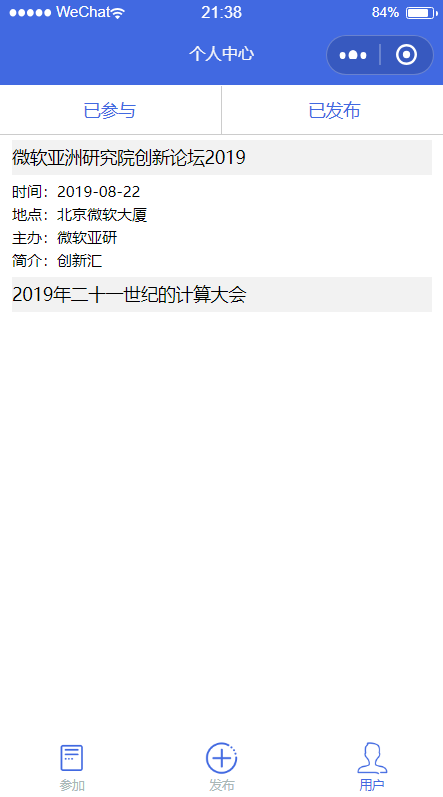 WeChat
21:38
84%
个人中心
已参与
已发布
微软亚洲研究院创新论坛2019
时间：2019-08-22
地点：北京微软大厦
主办：微软亚研
简介：创新汇
2019年二十一世纪的计算大会
参加
发布
用户